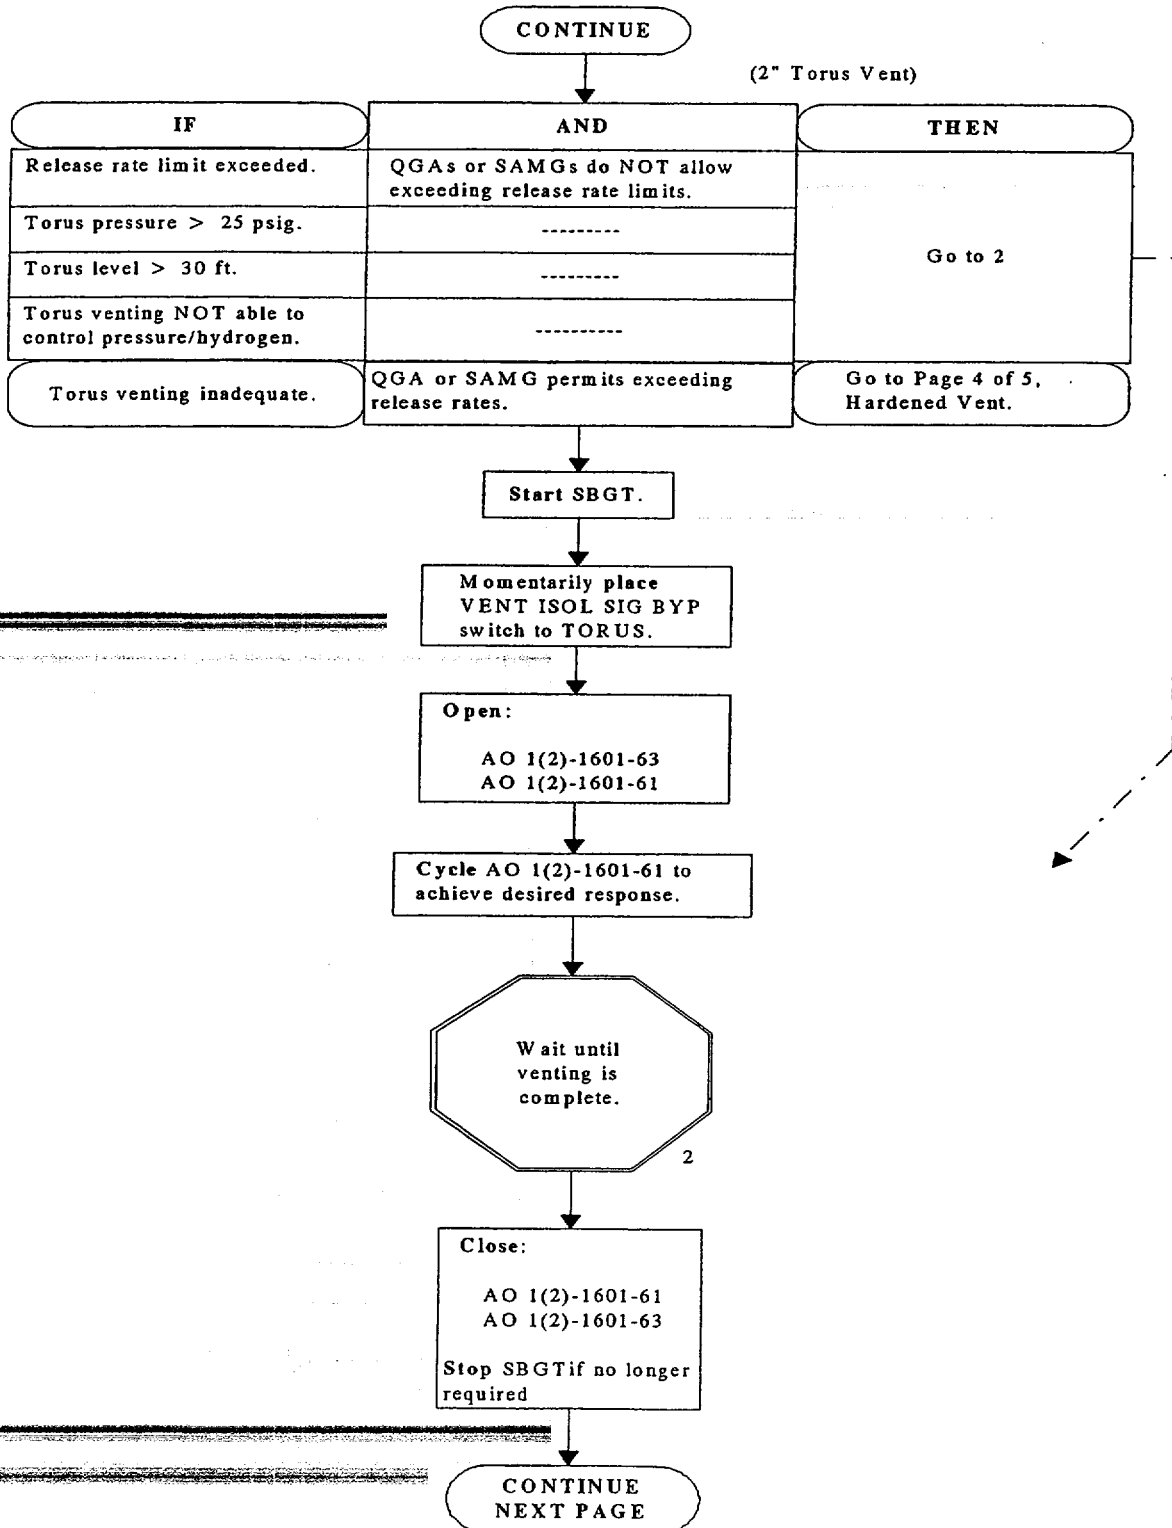 CONTINUE
(2" Torus Vent)
IF AND THEN
Release rate limit exceeded.
QGAs or SAMGs do NOT allow
exceeding release rate limits.
Torus pressure > 25 psig.
---------
Torus level > 30 ft.
---------
Torus venting NOT able to
control pressure/hydrogen.
----------
Go to 2
Torus venting inadequate.
QGA or SAMG permits exceeding
release rates.
Go to Page 4 of 5,
Hardened Vent.
Start SBGT.
Momentarily place
VENT ISOL SIG BYP
switch to TORUS.
Open:
AO 1(2)-1601-63
AO 1(2)-1601-61
Cycle AO 1(2)-1601-61 to
achieve desired response.
Wait until
venting is
complete.
2
Close:
AO 1(2)-1601-61
AO 1(2)-1601-63
Stop SBGT if no longer
required
CONTINUE
NEXT PAGE